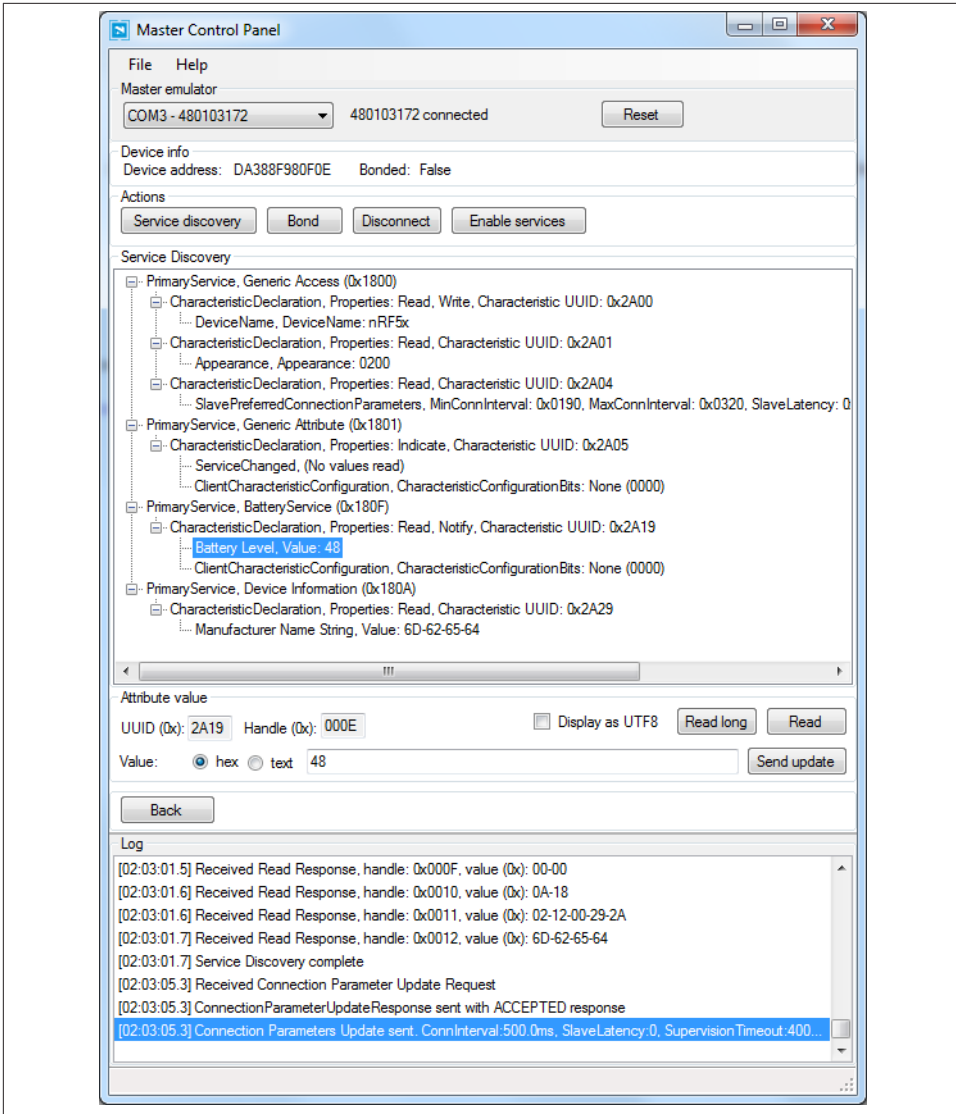 Master Control Panel
File Help
Master emulator
COM3 - 480103172 480103172 connected Reset
Device info
Device address: DA388F980F0E Bonded: False
Actions
Service discovery Bond Disconnect Enable services
Service Discovery
PrimaryService, Generic Access (0x1800)
CharacteristicDeclaration, Properties: Read, Write, Characteristic UUID: 0x2A00
DeviceName, DeviceName: nRF5x
CharacteristicDeclaration, Properties: Read, Characteristic UUID: 0x2A01
Appearance, Appearance: 0200
CharacteristicDeclaration, Properties: Read, Characteristic UUID: 0x2A04
SlavePreferredConnectionParameters, MinConnInterval: 0x0190, MaxConnInterval: 0x0320, SlaveLatency: 0
PrimaryService, Generic Attribute (0x1801)
CharacteristicDeclaration, Properties: Indicate, Characteristic UUID: 0x2A05
ServiceChanged, (No values read)
ClientCharacteristicConfiguration, CharacteristicConfigurationBits: None (0000)
PrimaryService, BatteryService (0x180F)
CharacteristicDeclaration, Properties: Read, Notify, Characteristic UUID: 0x2A19
Battery Level, Value: 48
ClientCharacteristicConfiguration, CharacteristicConfigurationBits: None (0000)
PrimaryService, Device Information (0x180A)
CharacteristicDeclaration, Properties: Read, Characteristic UUID: 0x2A29
Manufacturer Name String, Value: 6D-62-65-64
Attribute value
UUID (0x): 2A19 Handle (0x): 000E Display as UTF8 Read long Read
Value: hex text 48 Send update
Back
Log
[02:03:01.5] Received Read Response, handle: 0x000F, value (0x): 00-00
[02:03:01.6] Received Read Response, handle: 0x0010, value (0x): 0A-18
[02:03:01.6] Received Read Response, handle: 0x0011, value (0x): 02-12-00-29-2A
[02:03:01.7] Received Read Response, handle: 0x0012, value (0x): 6D-62-65-64
[02:03:01.7] Service Discovery complete
[02:03:05.3] Received Connection Parameter Update Request
[02:03:05.3] ConnectionParameterUpdateResponse sent with ACCEPTED response
[02:03:05.3] Connection Parameters Update sent. ConnInterval:500.0ms, SlaveLatency:0, SupervisionTimeout:400...